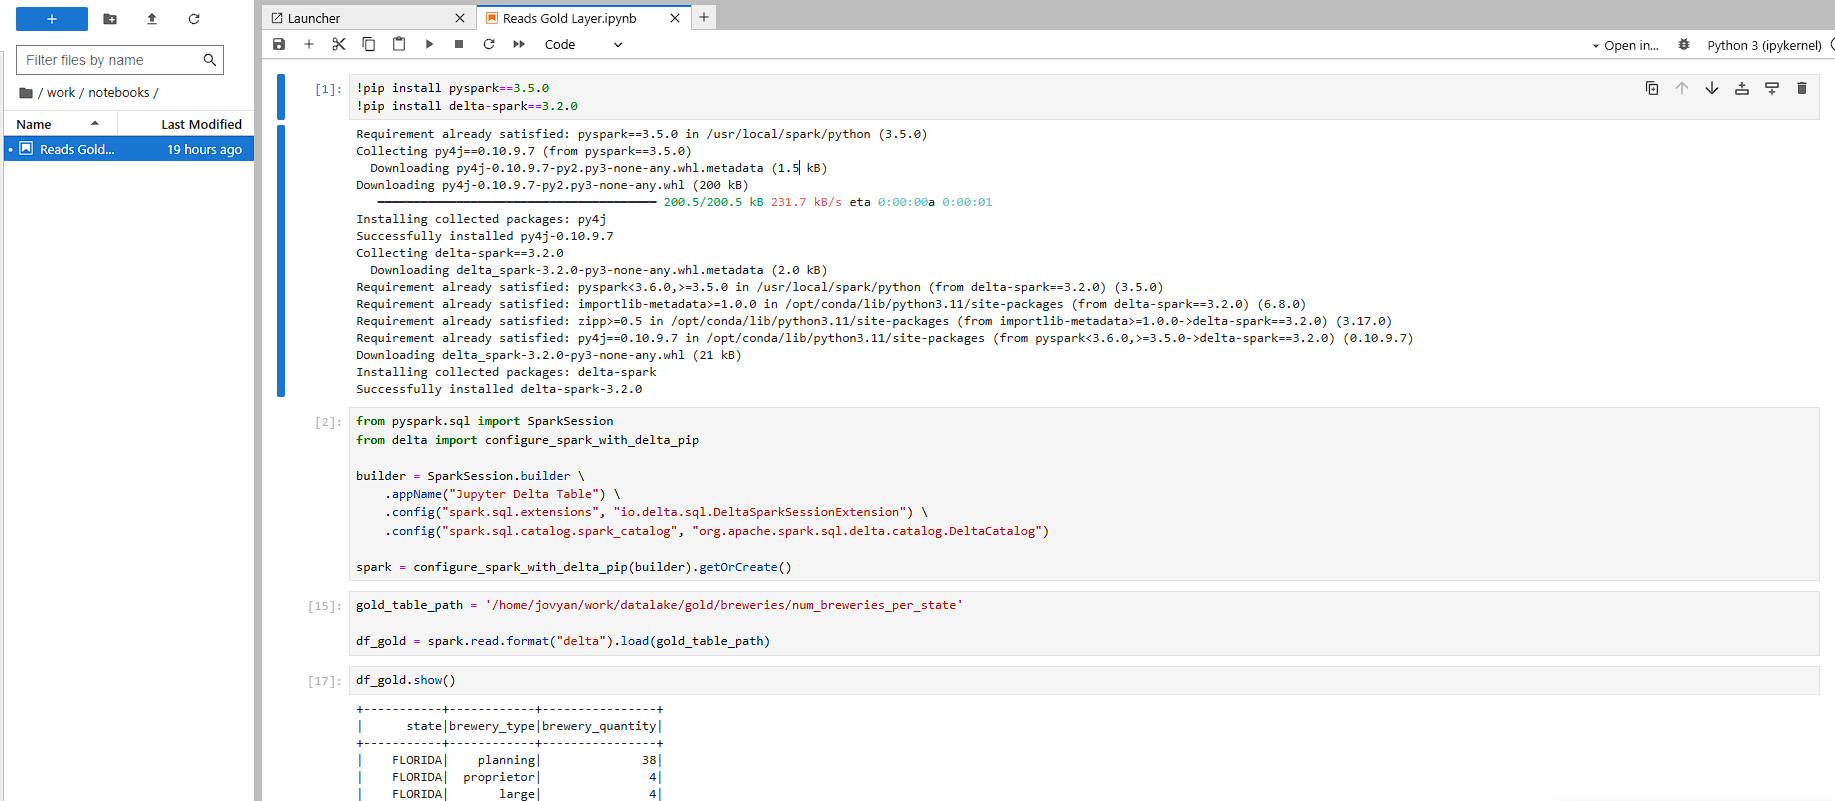 +
Filter files by name
/ work / notebooks /
Name Last Modified
Reads Gold... 19 hours ago
Launcher
Reads Gold Layer.ipynb
+
Code
Open in...
Python 3 (ipykernel)
[1]:
!pip install pyspark==3.5.0
!pip install delta-spark==3.2.0
Requirement already satisfied: pyspark==3.5.0 in /usr/local/spark/python (3.5.0)
Collecting py4j==0.10.9.7 (from pyspark==3.5.0)
  Downloading py4j-0.10.9.7-py2.py3-none-any.whl.metadata (1.5 kB)
Downloading py4j-0.10.9.7-py2.py3-none-any.whl (200 kB)
200.5/200.5 kB 231.7 kB/s eta 0:00:00a 0:00:01
Installing collected packages: py4j
Successfully installed py4j-0.10.9.7
Collecting delta-spark==3.2.0
  Downloading delta_spark-3.2.0-py3-none-any.whl.metadata (2.0 kB)
Requirement already satisfied: pyspark<3.6.0,>=3.5.0 in /usr/local/spark/python (from delta-spark==3.2.0) (3.5.0)
Requirement already satisfied: importlib-metadata>=1.0.0 in /opt/conda/lib/python3.11/site-packages (from delta-spark==3.2.0) (6.8.0)
Requirement already satisfied: zipp>=0.5 in /opt/conda/lib/python3.11/site-packages (from importlib-metadata>=1.0.0->delta-spark==3.2.0) (3.17.0)
Requirement already satisfied: py4j==0.10.9.7 in /opt/conda/lib/python3.11/site-packages (from pyspark<3.6.0,>=3.5.0->delta-spark==3.2.0) (0.10.9.7)
Downloading delta_spark-3.2.0-py3-none-any.whl (21 kB)
Installing collected packages: delta-spark
Successfully installed delta-spark-3.2.0
[2]:
from pyspark.sql import SparkSession
from delta import configure_spark_with_delta_pip
builder = SparkSession.builder \
    .appName("Jupyter Delta Table") \
    .config("spark.sql.extensions", "io.delta.sql.DeltaSparkSessionExtension") \
    .config("spark.sql.catalog.spark_catalog", "org.apache.spark.sql.delta.catalog.DeltaCatalog")
spark = configure_spark_with_delta_pip(builder).getOrCreate()
[15]:
gold_table_path = '/home/jovyan/work/datalake/gold/breweries/num_breweries_per_state'
df_gold = spark.read.format("delta").load(gold_table_path)
[17]:
df_gold.show()
+-----------+------------+----------------+
|      state|brewery_type|brewery_quantity|
+-----------+------------+----------------+
|    FLORIDA|    planning|              38|
|    FLORIDA|  proprietor|               4|
|    FLORIDA|       large|               4|